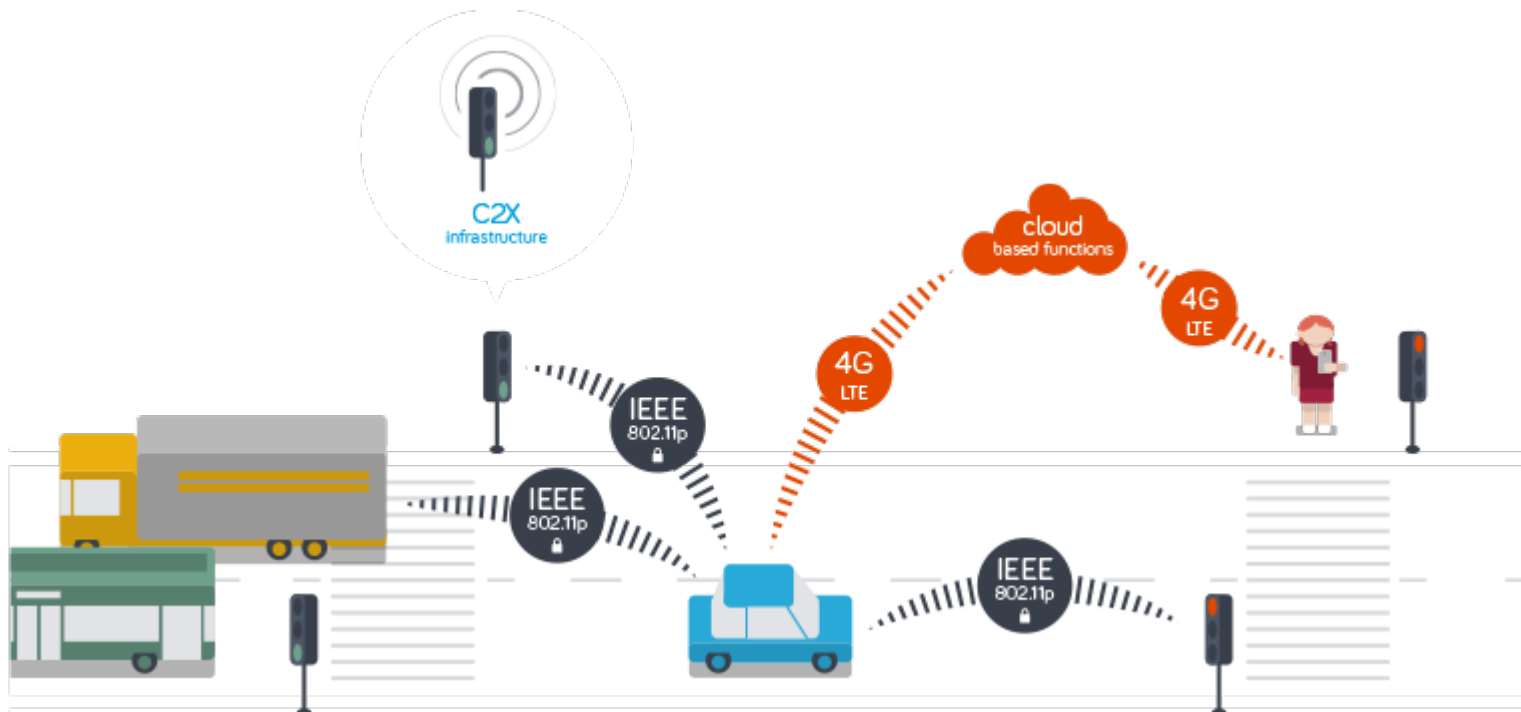 C2X
infrastructure
cloud
based functions
4G
LTE
4G
LTE
IEEE
802.11p
IEEE
802.11p
IEEE
802.11p